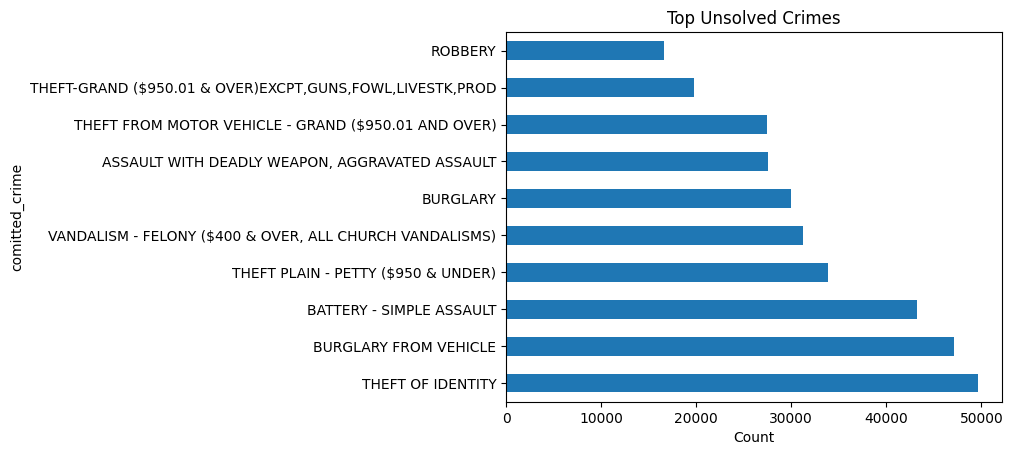 Top Unsolved Crimes
ROBBERY
THEFT-GRAND ($950.01 & OVER)EXCPT,GUNS,FOWL,LIVESTK,PROD
THEFT FROM MOTOR VEHICLE - GRAND ($950.01 AND OVER)
ASSAULT WITH DEADLY WEAPON, AGGRAVATED ASSAULT
BURGLARY
VANDALISM - FELONY ($400 & OVER, ALL CHURCH VANDALISMS)
THEFT PLAIN - PETTY ($950 & UNDER)
BATTERY - SIMPLE ASSAULT
BURGLARY FROM VEHICLE
THEFT OF IDENTITY
comitted_crime
0 10000 20000 30000 40000 50000
Count